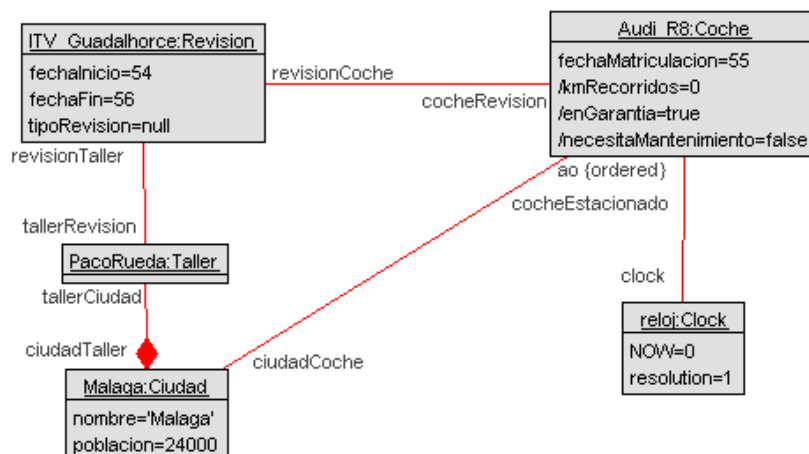 ITV_Guadalhorce:Revision
fechaInicio=54
fechaFin=56
tipoRevision=null
Audi_R8:Coche
fechaMatriculacion=55
/kmRecorridos=0
/enGarantia=true
/necesitaMantenimiento=false
revisionCoche
cocheRevision
revisionTaller
ao {ordered}
cocheEstacionado
tallerRevision
PacoRueda:Taller
tallerCiudad
clock
reloj:Clock
NOW=0
resolution=1
ciudadTaller
ciudadCoche
Malaga:Ciudad
nombre='Malaga'
poblacion=24000